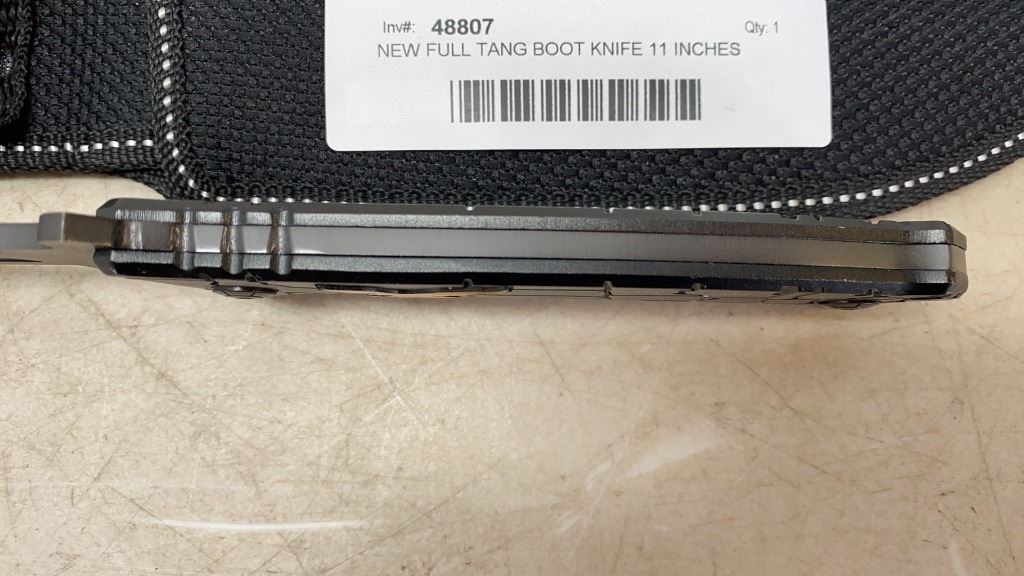 Inv#: 48807 Qty: 1
NEW FULL TANG BOOT KNIFE 11 INCHES